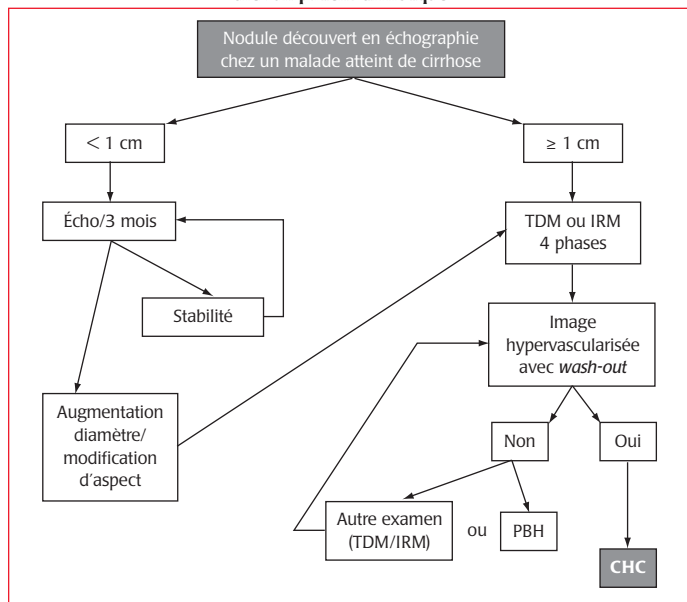 Nodule découvert en échographie
chez un malade atteint de cirrhose
< 1 cm
≥ 1 cm
Écho/3 mois
TDM ou IRM
4 phases
Stabilité
Image
hypervascularisée
avec wash-out
Augmentation
diamètre/
modification
d'aspect
Non
Oui
Autre examen
(TDM/IRM)
ou
PBH
CHC